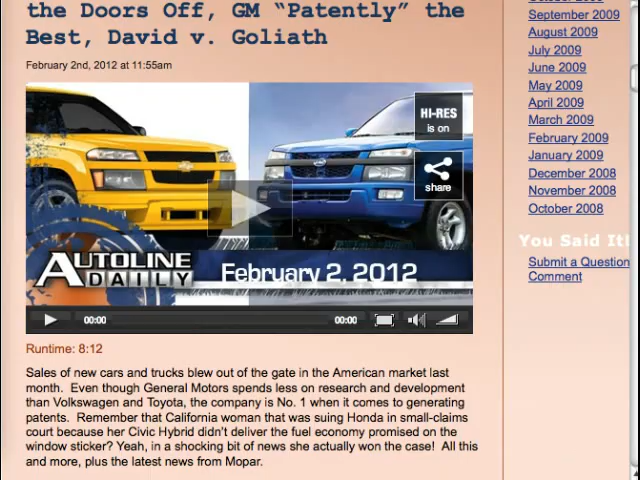 the Doors Off, GM “Patently” the
Best, David v. Goliath
February 2nd, 2012 at 11:55am
HI-RES
is on
share
AUTOLINE
DAILY
February 2, 2012
00:00
00:00
Runtime: 8:12
Sales of new cars and trucks blew out of the gate in the American market last
month.  Even though General Motors spends less on research and development
than Volkswagen and Toyota, the company is No. 1 when it comes to generating
patents.  Remember that California woman that was suing Honda in small-claims
court because her Civic Hybrid didn’t deliver the fuel economy promised on the
window sticker? Yeah, in a shocking bit of news she actually won the case!  All this
and more, plus the latest news from Mopar.
September 2009
August 2009
July 2009
June 2009
May 2009
April 2009
March 2009
February 2009
January 2009
December 2008
November 2008
October 2008
You Said It!
Submit a Question
Comment